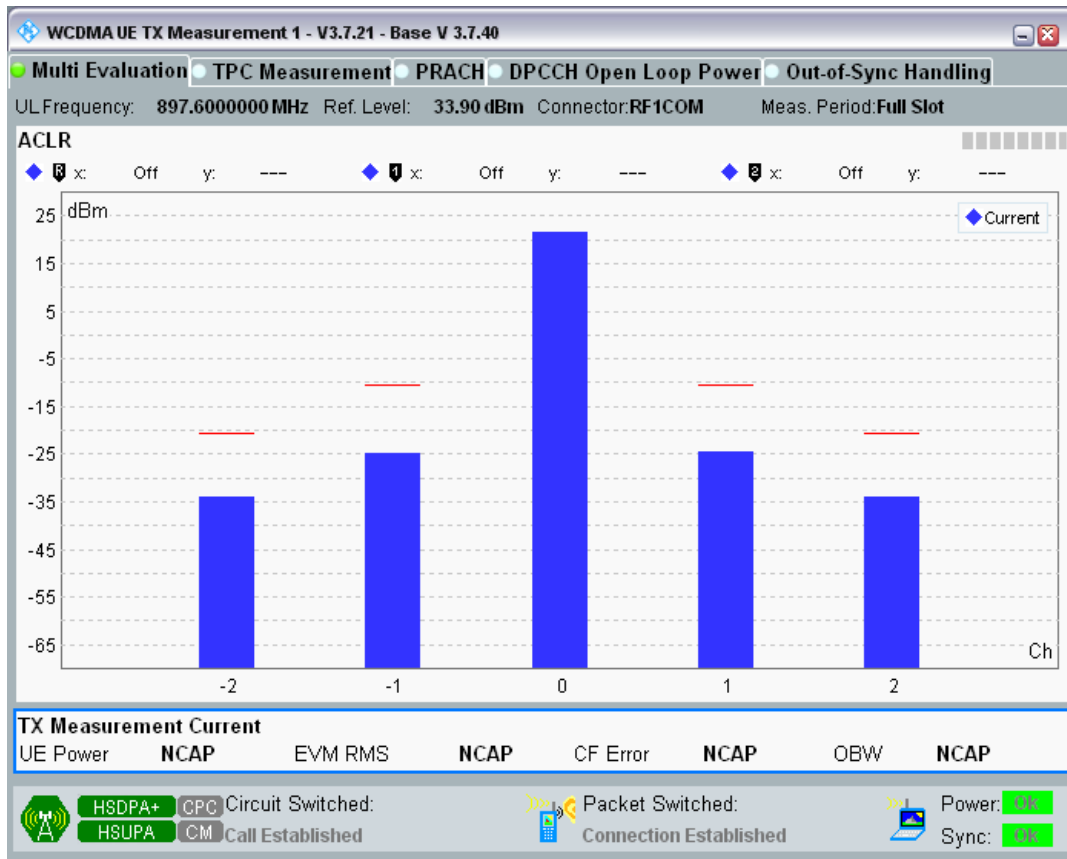 WCDMA UE TX Measurement 1 - V3.7.21 - Base V 3.7.40
Multi Evaluation TPC Measurement PRACH DPCCH Open Loop Power Out-of-Sync Handling
UL Frequency: 897.6000000 MHz Ref. Level: 33.90 dBm Connector:RF1COM Meas. Period:Full Slot
ACLR
R x: Off y: --- 1 x: Off y: --- 2 x: Off y: ---
dBm
Current
25
15
5
-5
-15
-25
-35
-45
-55
-65
Ch
-2 -1 0 1 2
TX Measurement Current
UE Power NCAP EVM RMS NCAP CF Error NCAP OBW NCAP
HSDPA+ CPC Circuit Switched: Packet Switched: Power: Ok
HSUPA CM Call Established Connection Established Sync: Ok